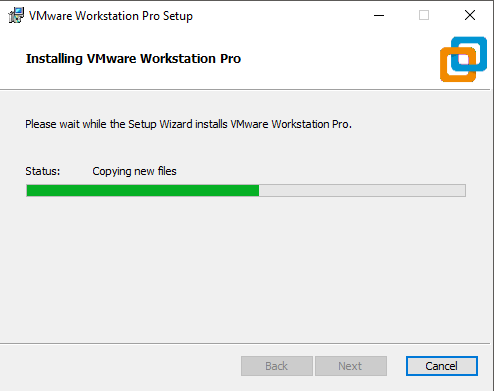 VMware Workstation Pro Setup
Installing VMware Workstation Pro
Please wait while the Setup Wizard installs VMware Workstation Pro.
Status: Copying new files
Back Next Cancel